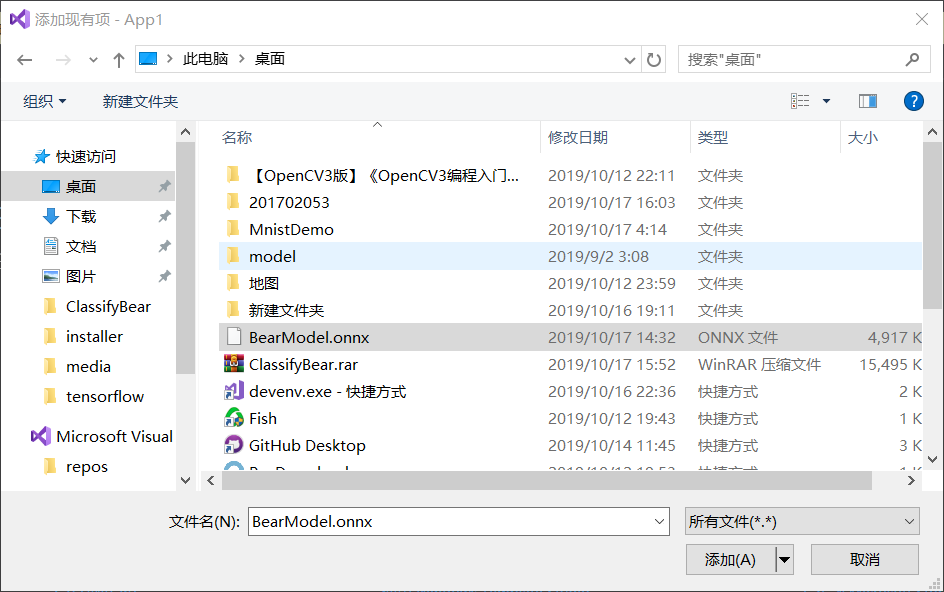 添加现有项 - App1
此电脑 > 桌面
搜索"桌面"
组织
新建文件夹
?
快速访问
桌面
下载
文档
图片
ClassifyBear
installer
media
tensorflow
Microsoft Visual
repos
名称 修改日期 类型 大小
【OpenCV3版】《OpenCV3编程入门... 2019/10/12 22:11 文件夹
201702053 2019/10/17 16:03 文件夹
MnistDemo 2019/10/17 4:14 文件夹
model 2019/9/2 3:08 文件夹
地图 2019/10/12 23:59 文件夹
新建文件夹 2019/10/16 19:11 文件夹
BearModel.onnx 2019/10/17 14:32 ONNX 文件 4,917 K
ClassifyBear.rar 2019/10/17 15:52 WinRAR 压缩文件 15,495 K
devenv.exe - 快捷方式 2019/10/16 22:36 快捷方式 2 K
Fish 2019/10/12 19:43 快捷方式 1 K
GitHub Desktop 2019/10/14 11:45 快捷方式 3 K
文件名(N): BearModel.onnx
所有文件(*.*)
添加(A)
取消